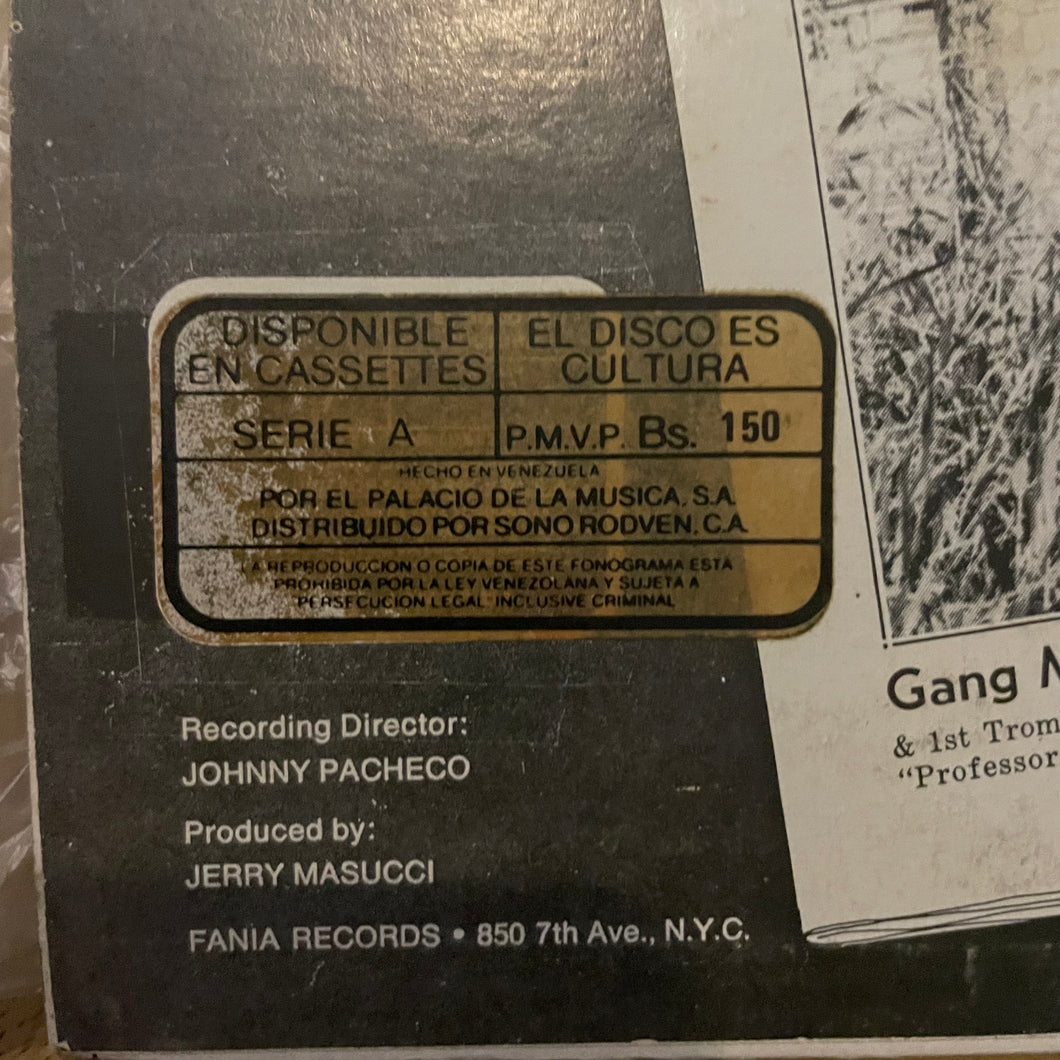 DISPONIBLE
EN CASSETTES
EL DISCO ES
CULTURA
SERIE A
P.M.V.P. Bs. 150
HECHO EN VENEZUELA
POR EL PALACIO DE LA MUSICA, S.A.
DISTRIBUIDO POR SONO RODVEN, C.A.
LA REPRODUCCION O COPIA DE ESTE FONOGRAMA ESTA
PROHIBIDA POR LA LEY VENEZOLANA Y SUJETA A
"PERSECUCION LEGAL" INCLUSIVE CRIMINAL
Recording Director:
JOHNNY PACHECO
Produced by:
JERRY MASUCCI
FANIA RECORDS • 850 7th Ave., N.Y.C.
Gang
& 1st Trom
"Professor